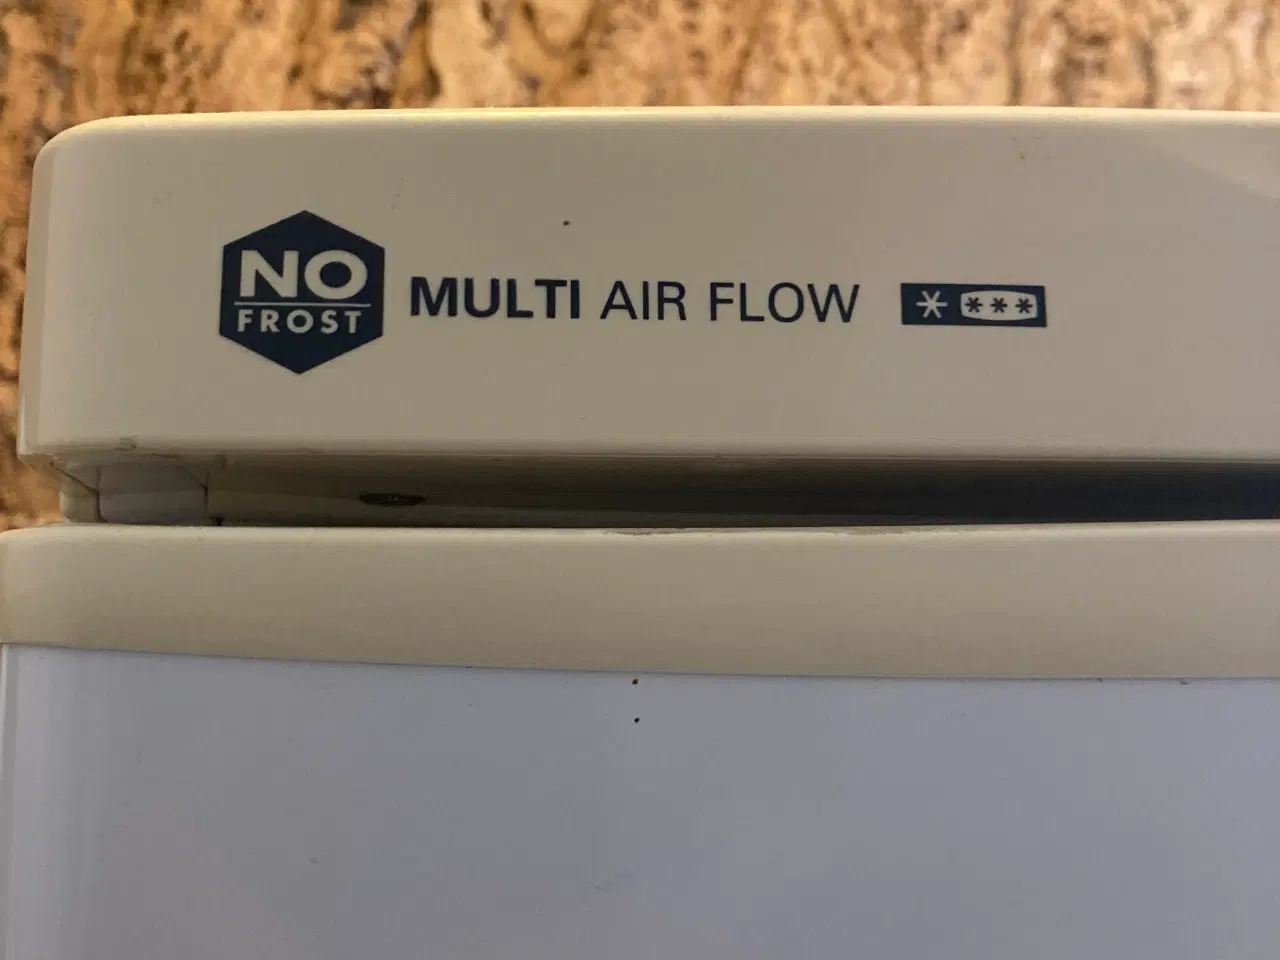 NO
FROST
MULTI AIR FLOW
* ***